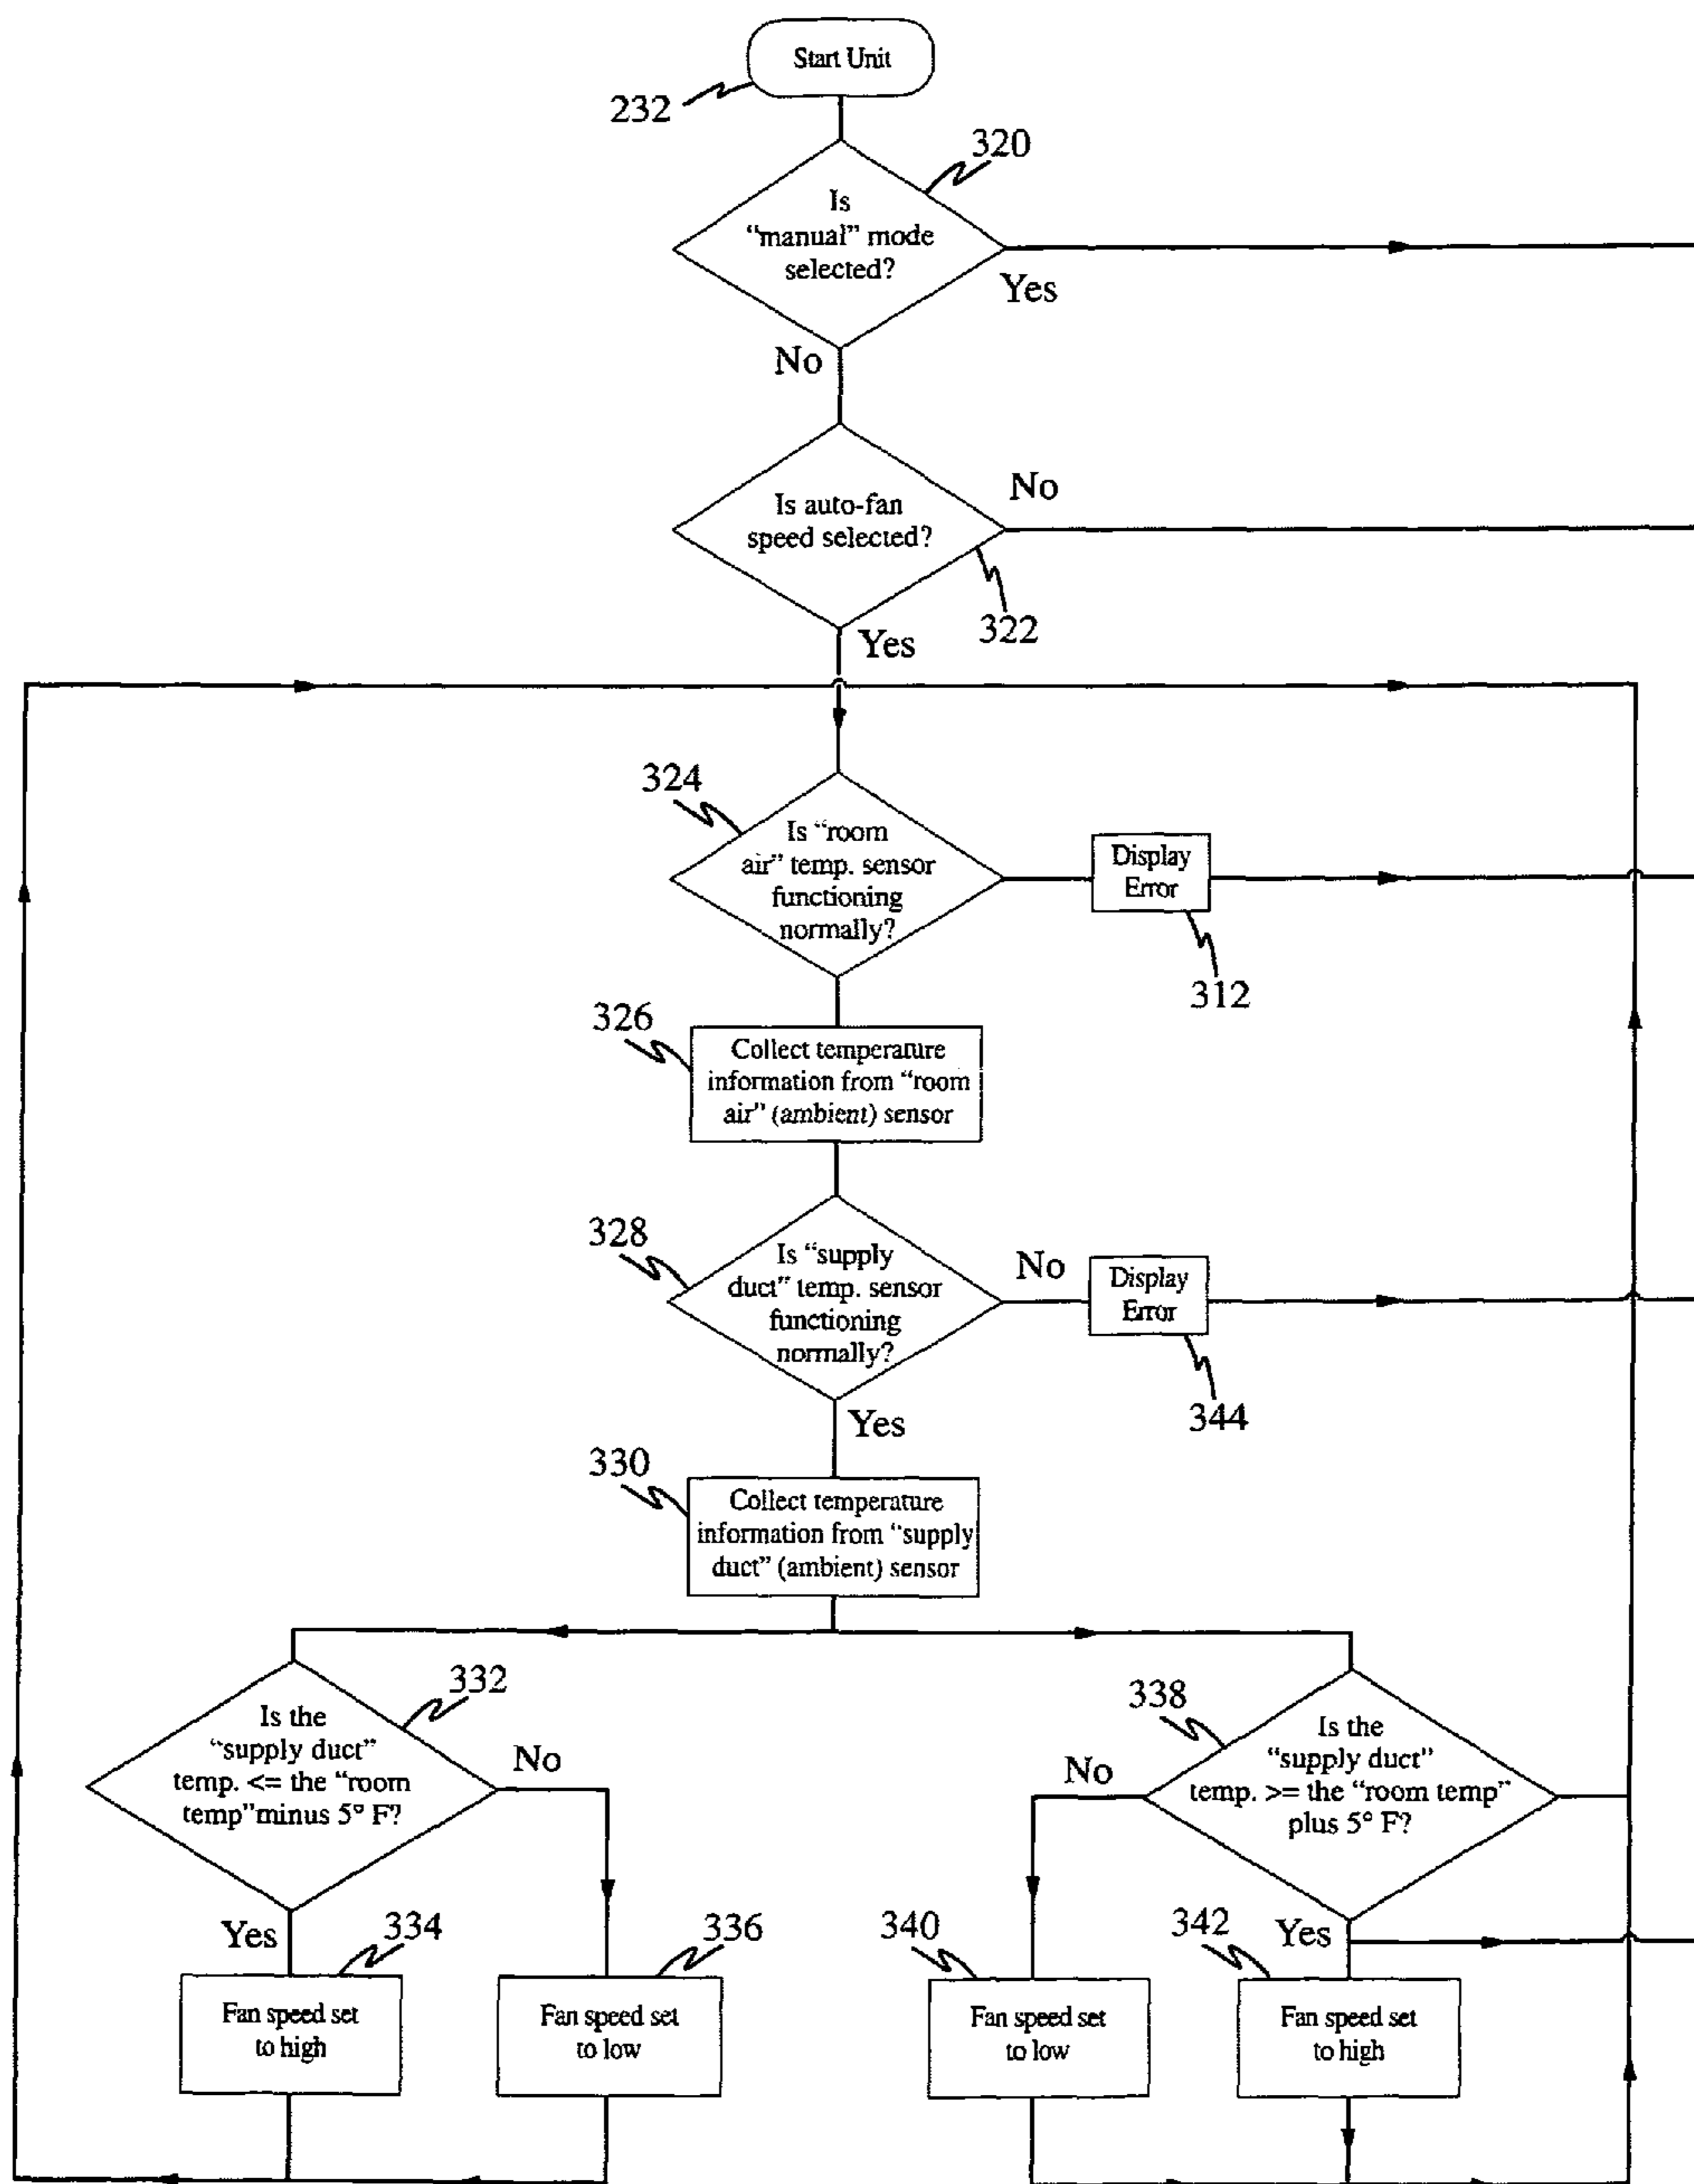 Start Unit
232
320
Is
“manual” mode
selected?
Yes
No
Is auto-fan
speed selected?
No
322
Yes
324
Is “room
air” temp. sensor
functioning
normally?
Display
Error
312
326
Collect temperature
information from “room
air” (ambient) sensor
328
Is “supply
duct” temp. sensor
functioning
normally?
No
Display
Error
344
Yes
330
Collect temperature
information from “supply
duct” (ambient) sensor
332
Is the
“supply duct”
temp. <= the “room
temp”minus 5° F?
No
Yes
334
Fan speed set
to high
336
Fan speed set
to low
338
Is the
“supply duct”
temp. >= the “room temp”
plus 5° F?
No
340
Fan speed set
to low
Yes
342
Fan speed set
to high